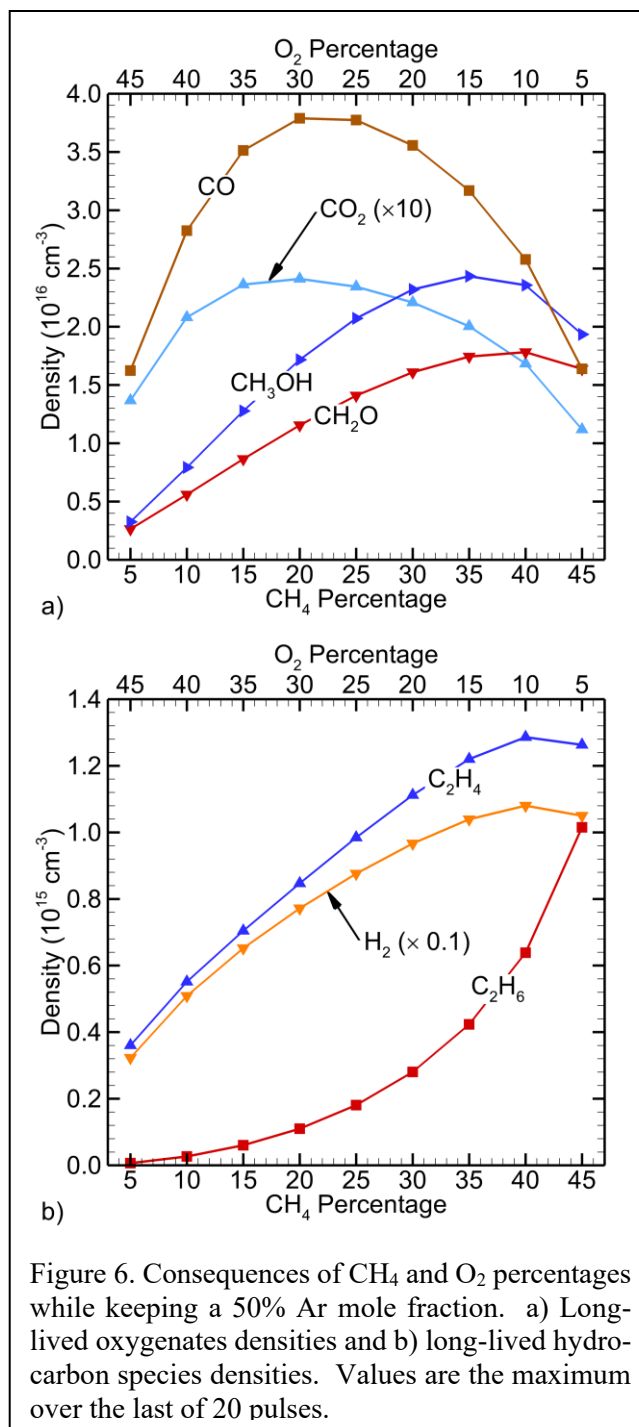 O₂ Percentage
45 40 35 30 25 20 15 10 5
4.0
3.5
3.0
2.5
2.0
1.5
1.0
0.5
0.0
Density (10¹⁶ cm⁻³)
CO
CO₂ (×10)
CH₃OH
CH₂O
5 10 15 20 25 30 35 40 45
CH₄ Percentage
a)
O₂ Percentage
45 40 35 30 25 20 15 10 5
1.4
1.2
1.0
0.8
0.6
0.4
0.2
0.0
Density (10¹⁵ cm⁻³)
C₂H₄
H₂ (× 0.1)
C₂H₆
5 10 15 20 25 30 35 40 45
CH₄ Percentage
b)
Figure 6. Consequences of CH₄ and O₂ percentages
while keeping a 50% Ar mole fraction. a) Long-
lived oxygenates densities and b) long-lived hydro-
carbon species densities. Values are the maximum
over the last of 20 pulses.